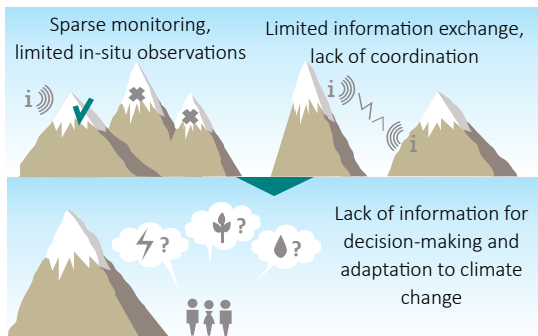 Sparse monitoring,
limited in-situ observations
Limited information exchange,
lack of coordination
i
i
i
Lack of information for
decision-making and
adaptation to climate
change
?
?
?